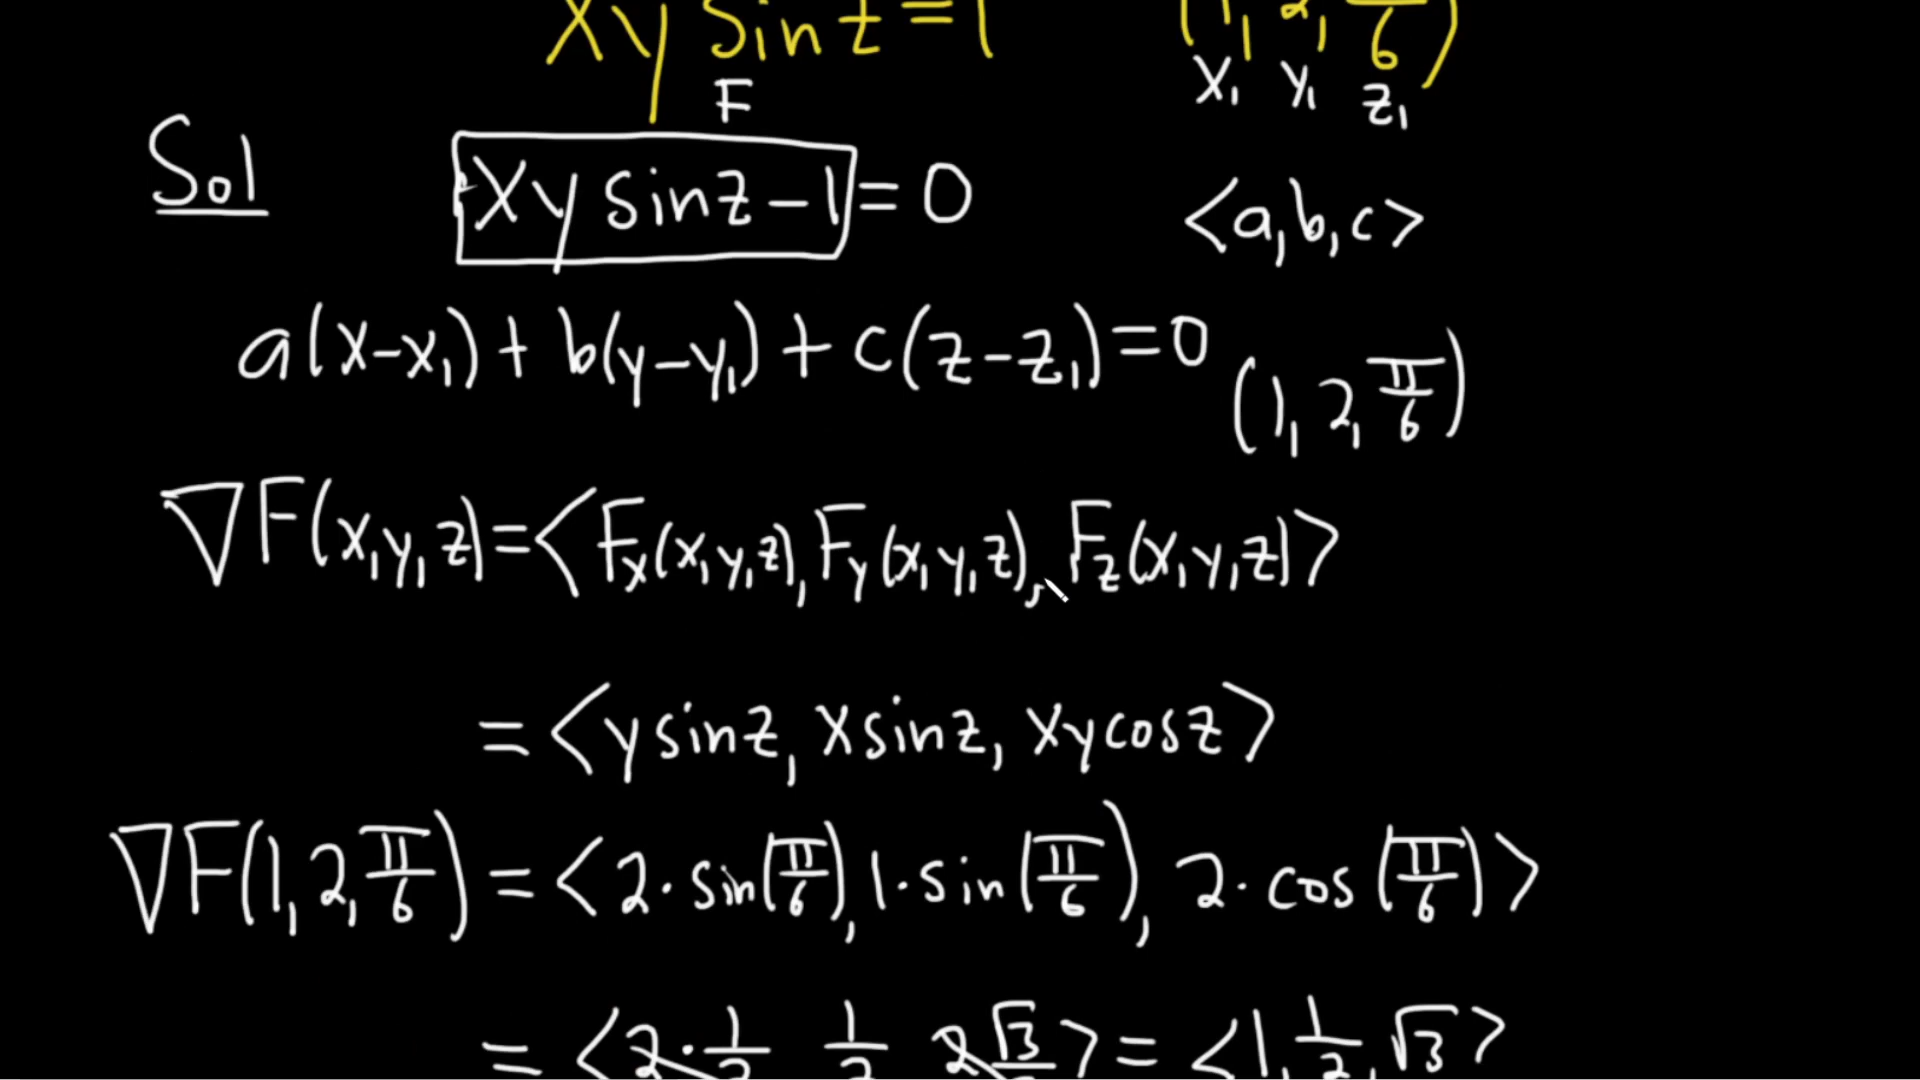 xy sin z = 1 (1, 2, π/6)
F x₁ y₁ z₁
Sol xy sin z - 1 = 0 <a, b, c>
a(x-x₁) + b(y-y₁) + c(z-z₁) = 0 (1, 2, π/6)
∇F(x,y,z) = <Fₓ(x,y,z), F_y(x,y,z), F_z(x,y,z)>
= <y sin z, x sin z, xy cos z>
∇F(1, 2, π/6) = <2·sin(π/6), 1·sin(π/6), 2·cos(π/6)>
= <2·1/2, 1/2, 2√3/2> = <1, 1/2, √3>